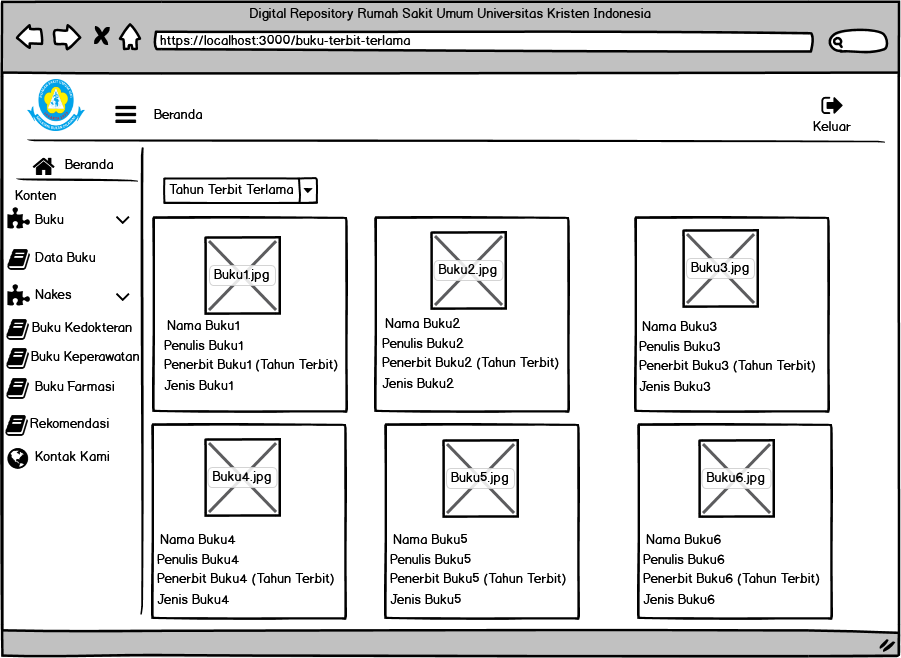 Digital Repository Rumah Sakit Umum Universitas Kristen Indonesia
https://localhost:3000/buku-terbit-terlama
Beranda
Keluar
Beranda
Konten
Buku
Data Buku
Nakes
Buku Kedokteran
Buku Keperawatan
Buku Farmasi
Rekomendasi
Kontak Kami
Tahun Terbit Terlama
Buku1.jpg
Nama Buku1
Penulis Buku1
Penerbit Buku1 (Tahun Terbit)
Jenis Buku1
Buku2.jpg
Nama Buku2
Penulis Buku2
Penerbit Buku2 (Tahun Terbit)
Jenis Buku2
Buku3.jpg
Nama Buku3
Penulis Buku3
Penerbit Buku3 (Tahun Terbit)
Jenis Buku3
Buku4.jpg
Nama Buku4
Penulis Buku4
Penerbit Buku4 (Tahun Terbit)
Jenis Buku4
Buku5.jpg
Nama Buku5
Penulis Buku5
Penerbit Buku5 (Tahun Terbit)
Jenis Buku5
Buku6.jpg
Nama Buku6
Penulis Buku6
Penerbit Buku6 (Tahun Terbit)
Jenis Buku6